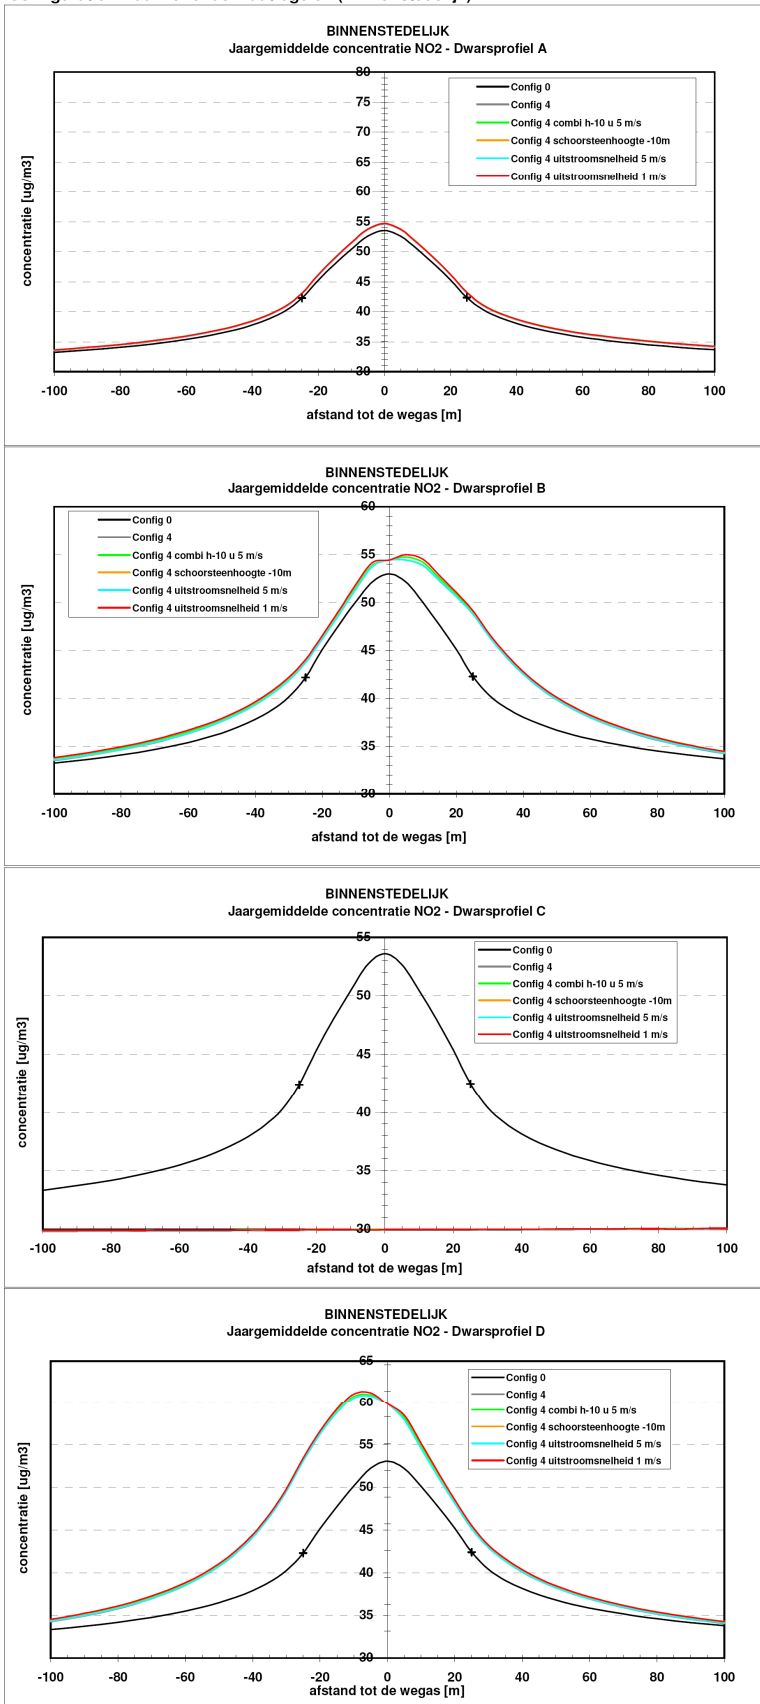 BINNENSTEDELIJK
Jaargemiddelde concentratie NO2 - Dwarsprofiel A
concentratie [ug/m3]
80
75
70
65
60
55
50
45
40
35
30
Config 0
Config 4
Config 4 combi h-10 u 5 m/s
Config 4 schoorsteenhoogte -10m
Config 4 uitstroomsnelheid 5 m/s
Config 4 uitstroomsnelheid 1 m/s
-100 -80 -60 -40 -20 0 20 40 60 80 100
afstand tot de wegas [m]
BINNENSTEDELIJK
Jaargemiddelde concentratie NO2 - Dwarsprofiel B
concentratie [ug/m3]
60
55
50
45
40
35
30
Config 0
Config 4
Config 4 combi h-10 u 5 m/s
Config 4 schoorsteenhoogte -10m
Config 4 uitstroomsnelheid 5 m/s
Config 4 uitstroomsnelheid 1 m/s
-100 -80 -60 -40 -20 0 20 40 60 80 100
afstand tot de wegas [m]
BINNENSTEDELIJK
Jaargemiddelde concentratie NO2 - Dwarsprofiel C
concentratie [ug/m3]
55
50
45
40
35
30
Config 0
Config 4
Config 4 combi h-10 u 5 m/s
Config 4 schoorsteenhoogte -10m
Config 4 uitstroomsnelheid 5 m/s
Config 4 uitstroomsnelheid 1 m/s
-100 -80 -60 -40 -20 0 20 40 60 80 100
afstand tot de wegas [m]
BINNENSTEDELIJK
Jaargemiddelde concentratie NO2 - Dwarsprofiel D
concentratie [ug/m3]
65
60
55
50
45
40
35
30
Config 0
Config 4
Config 4 combi h-10 u 5 m/s
Config 4 schoorsteenhoogte -10m
Config 4 uitstroomsnelheid 5 m/s
Config 4 uitstroomsnelheid 1 m/s
-100 -80 -60 -40 -20 0 20 40 60 80 100
afstand tot de wegas [m]